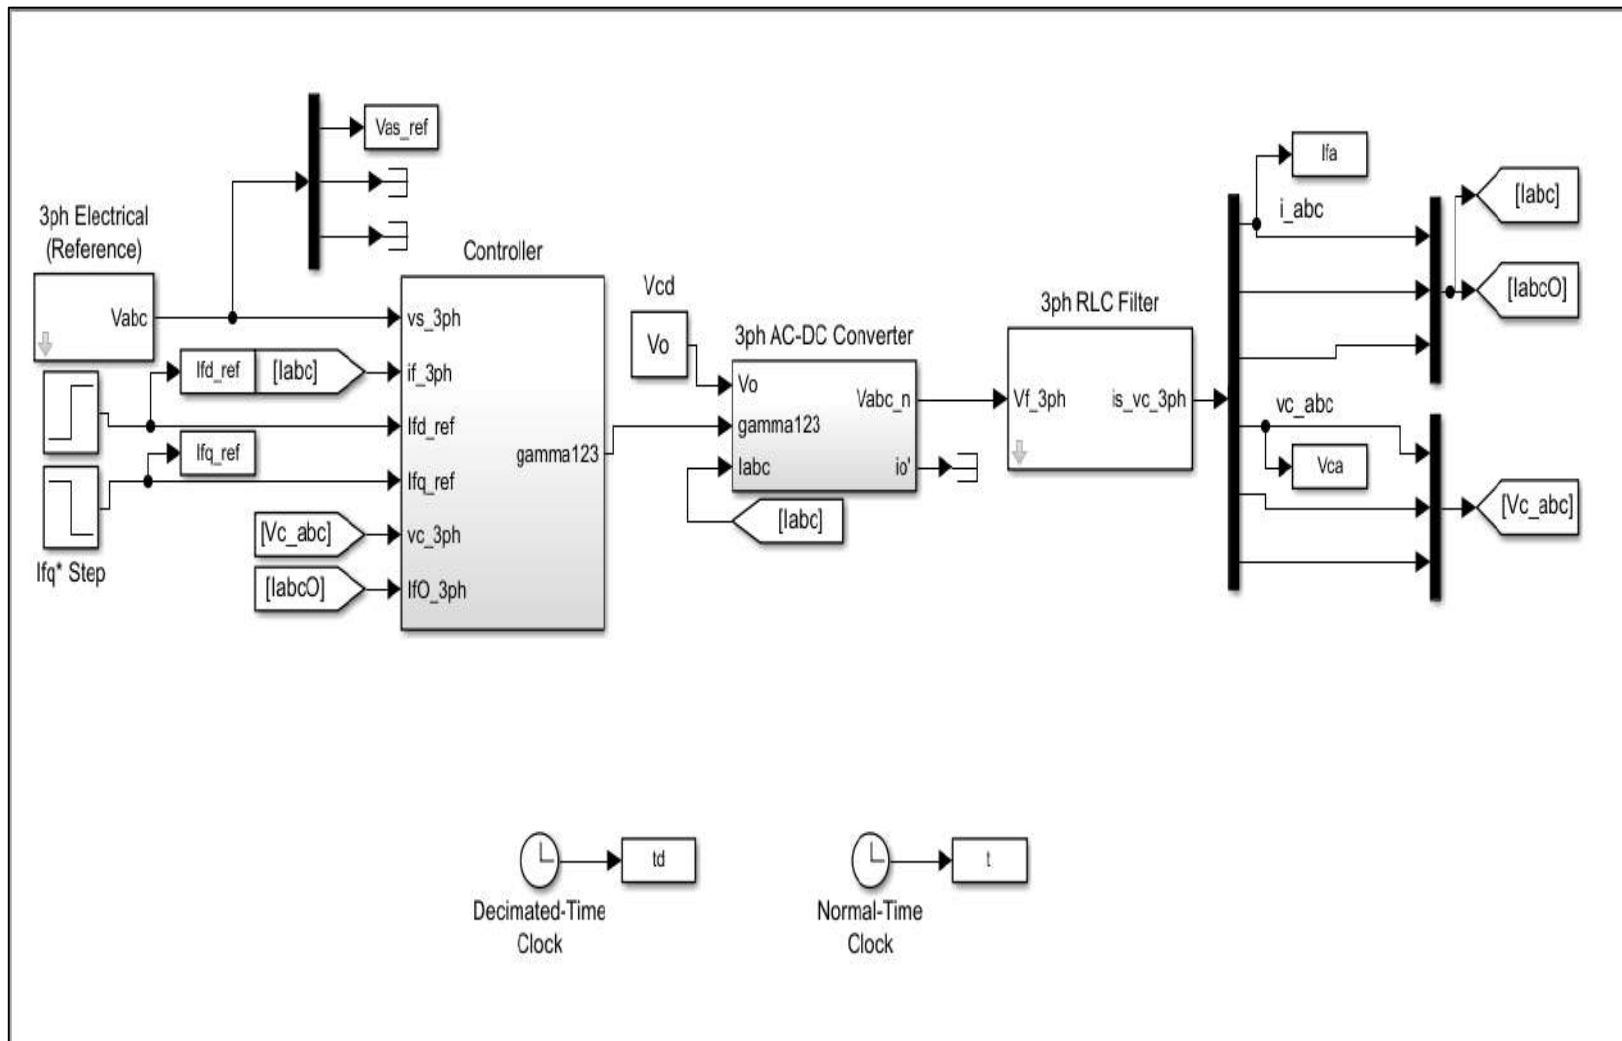 Vas_ref
3ph Electrical
(Reference)
Vabc
Ifd_ref
[Iabc]
Ifq_ref
Ifq* Step
[Vc_abc]
[IabcO]
Controller
vs_3ph
if_3ph
Ifd_ref
Ifq_ref
vc_3ph
IfO_3ph
gamma123
Vcd
Vo
3ph AC-DC Converter
Vo
gamma123
Iabc
Vabc_n
io'
[Iabc]
3ph RLC Filter
Vf_3ph
is_vc_3ph
Ifa
i_abc
vc_abc
Vca
[Iabc]
[IabcO]
[Vc_abc]
td
Decimated-Time
Clock
t
Normal-Time
Clock